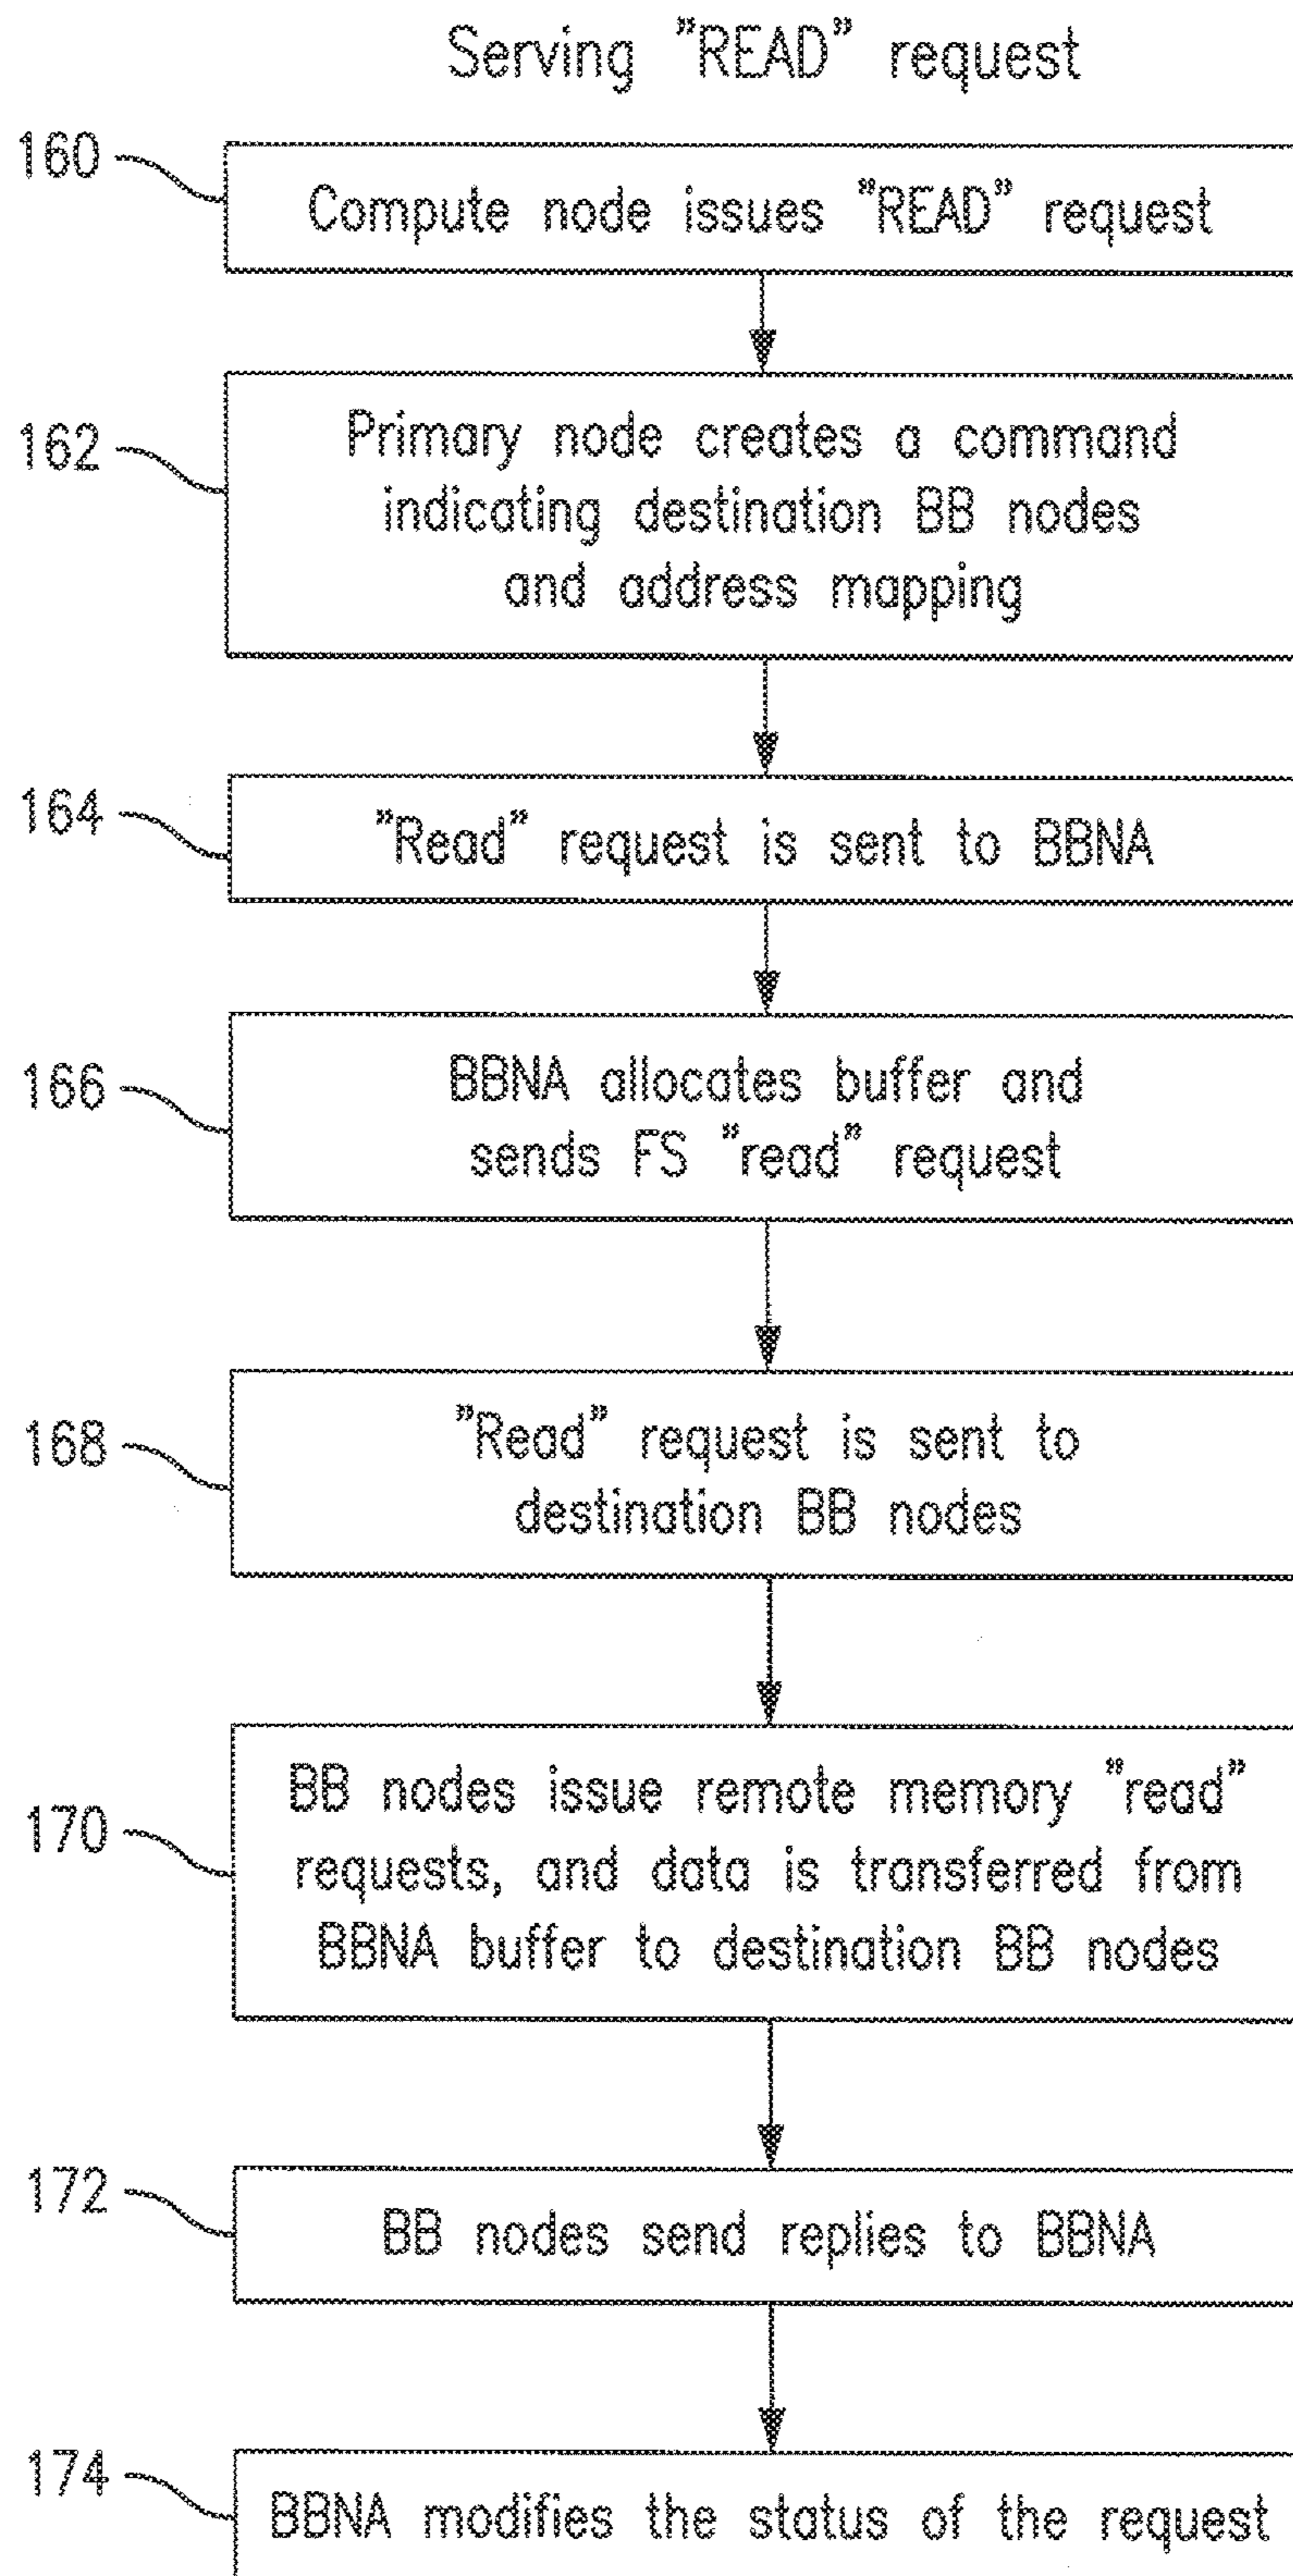 Serving "READ" request
160
Compute node issues "READ" request
162
Primary node creates a command
indicating destination BB nodes
and address mapping
164
"Read" request is sent to BBNA
166
BBNA allocates buffer and
sends FS "read" request
168
"Read" request is sent to
destination BB nodes
170
BB nodes issue remote memory "read"
requests, and data is transferred from
BBNA buffer to destination BB nodes
172
BB nodes send replies to BBNA
174
BBNA modifies the status of the request